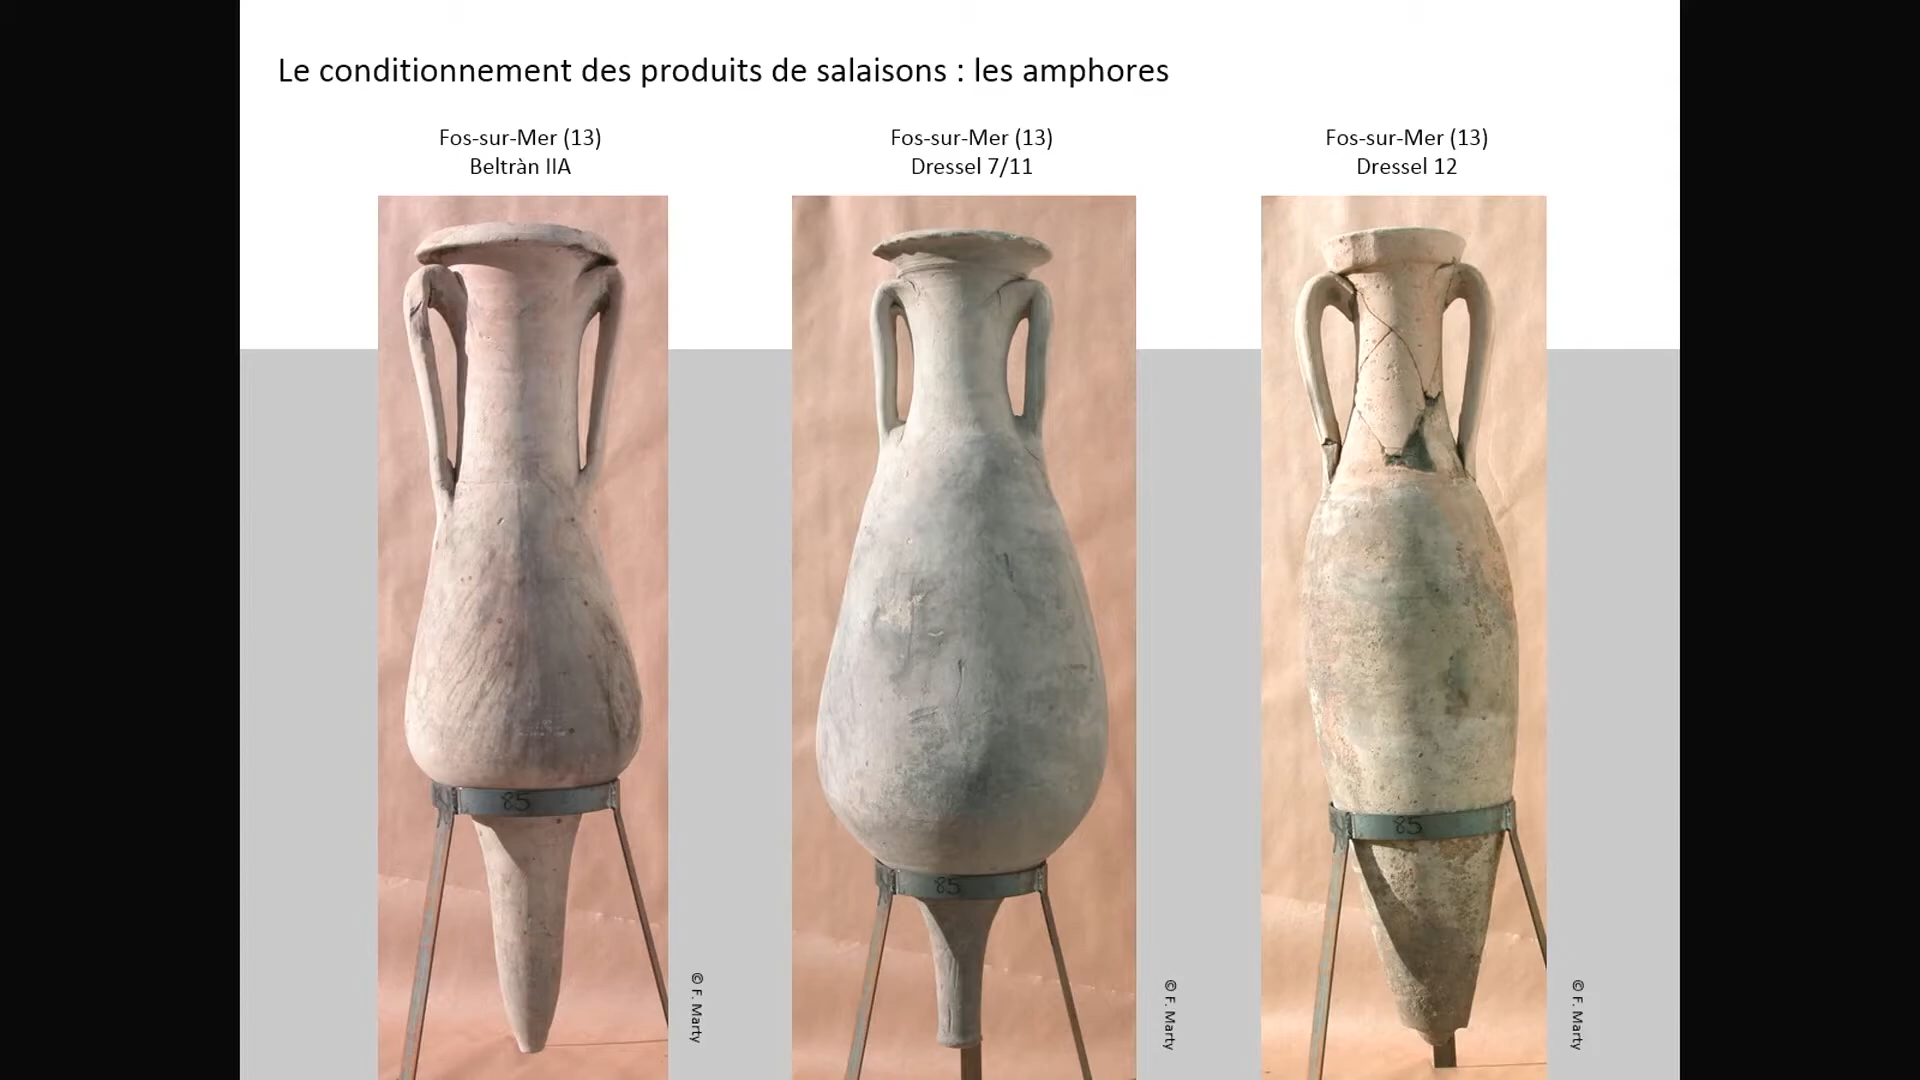 Le conditionnement des produits de salaisons : les amphores
Fos-sur-Mer (13)
Beltràn IIA
Fos-sur-Mer (13)
Dressel 7/11
Fos-sur-Mer (13)
Dressel 12
85
© F. Marty
85
© F. Marty
85
© F. Marty